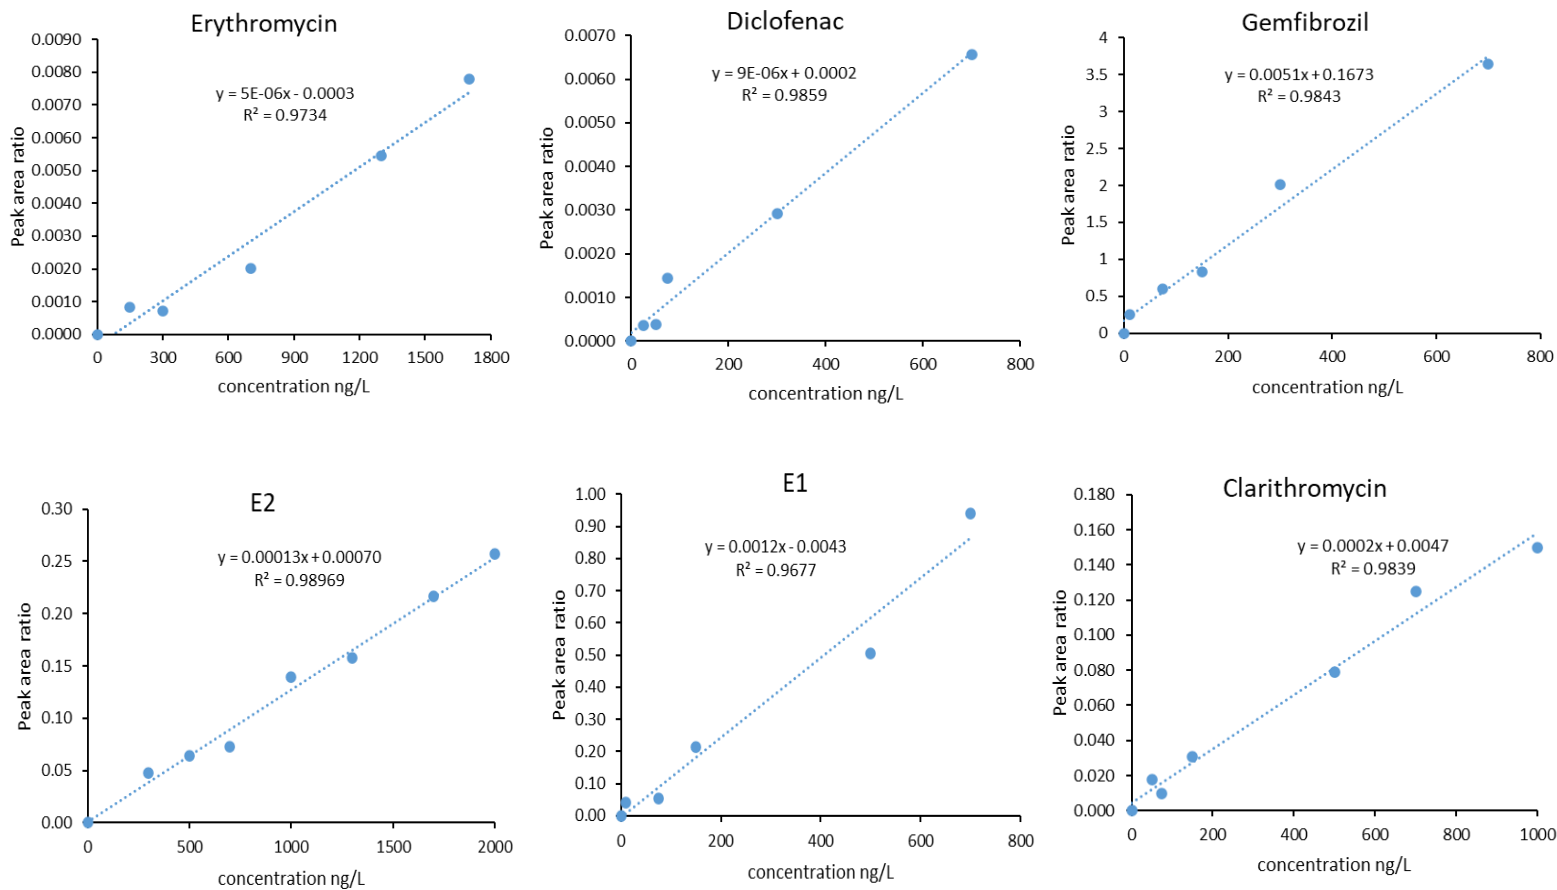 Erythromycin
0.0090
0.0080
0.0070
0.0060
0.0050
0.0040
0.0030
0.0020
0.0010
0.0000
Peak area ratio
y = 5E-06x - 0.0003
R² = 0.9734
0 300 600 900 1200 1500 1800
concentration ng/L
Diclofenac
0.0070
0.0060
0.0050
0.0040
0.0030
0.0020
0.0010
0.0000
Peak area ratio
y = 9E-06x + 0.0002
R² = 0.9859
0 200 400 600 800
concentration ng/L
Gemfibrozil
4
3.5
3
2.5
2
1.5
1
0.5
0
Peak area ratio
y = 0.0051x + 0.1673
R² = 0.9843
0 200 400 600 800
concentration ng/L
E2
0.30
0.25
0.20
0.15
0.10
0.05
0.00
Peak area ratio
y = 0.00013x + 0.00070
R² = 0.98969
0 500 1000 1500 2000
concentration ng/L
E1
1.00
0.90
0.80
0.70
0.60
0.50
0.40
0.30
0.20
0.10
0.00
Peak area ratio
y = 0.0012x - 0.0043
R² = 0.9677
0 200 400 600 800
concentration ng/L
Clarithromycin
0.180
0.160
0.140
0.120
0.100
0.080
0.060
0.040
0.020
0.000
Peak area ratio
y = 0.0002x + 0.0047
R² = 0.9839
0 200 400 600 800 1000
concentration ng/L